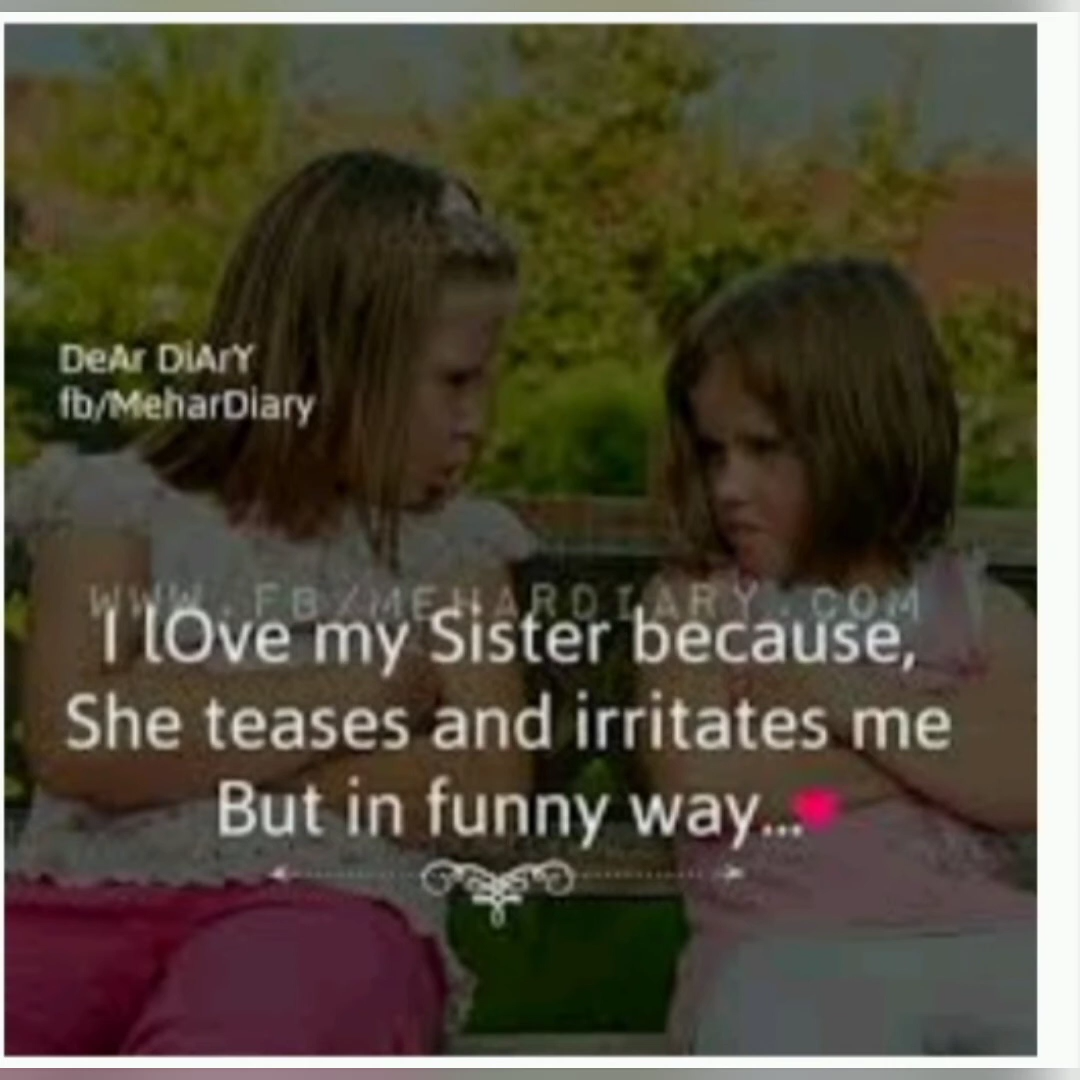 DeAr DiArY
fb/MeharDiary
WWW.FB/MEHARDIARY.COM
I lOve my Sister because,
She teases and irritates me
But in funny way...